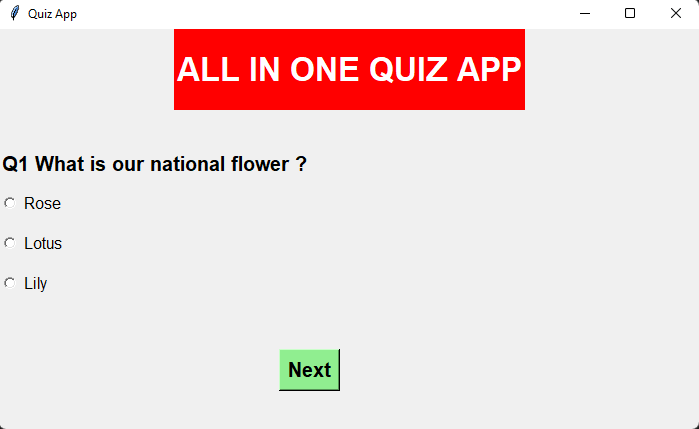 Quiz App
ALL IN ONE QUIZ APP
Q1 What is our national flower ?
Rose
Lotus
Lily
Next